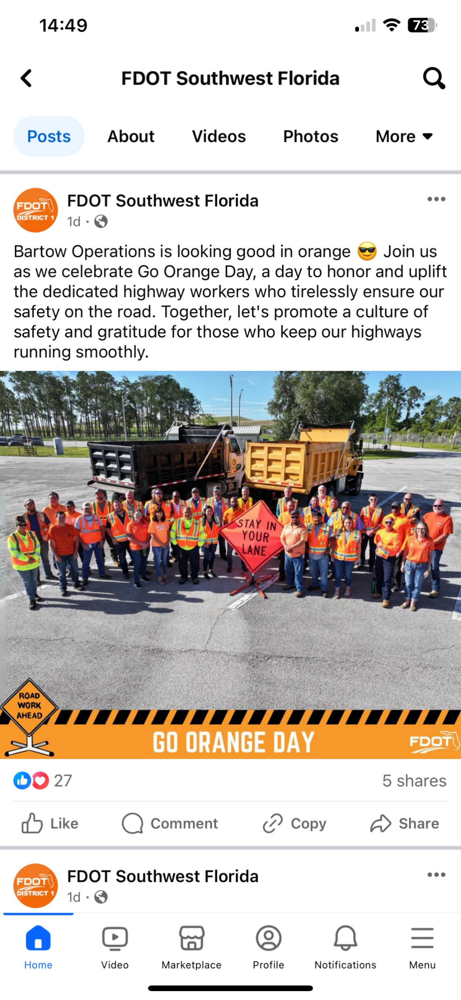 14:49
73
FDOT Southwest Florida
Posts
About
Videos
Photos
More
FDOT
DISTRICT 1
FDOT Southwest Florida
1d ·
Bartow Operations is looking good in orange 😎 Join us
as we celebrate Go Orange Day, a day to honor and uplift
the dedicated highway workers who tirelessly ensure our
safety on the road. Together, let's promote a culture of
safety and gratitude for those who keep our highways
running smoothly.
STAY IN
YOUR
LANE
ROAD
WORK
AHEAD
GO ORANGE DAY
FDOT
27
5 shares
Like
Comment
Copy
Share
FDOT
DISTRICT 1
FDOT Southwest Florida
1d ·
Home
Video
Marketplace
Profile
Notifications
Menu